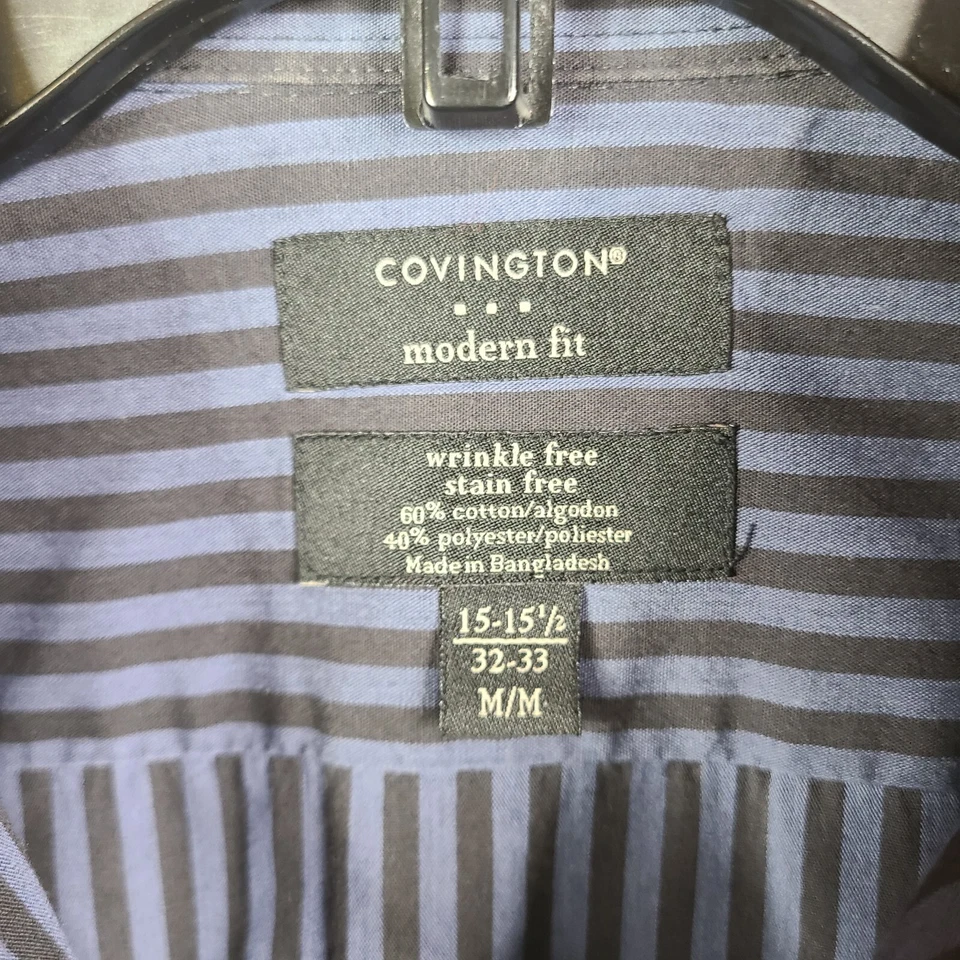 COVINGTON®
modern fit
wrinkle free
stain free
60% cotton/algodon
40% polyester/poliester
Made in Bangladesh
15-15½
32-33
M/M